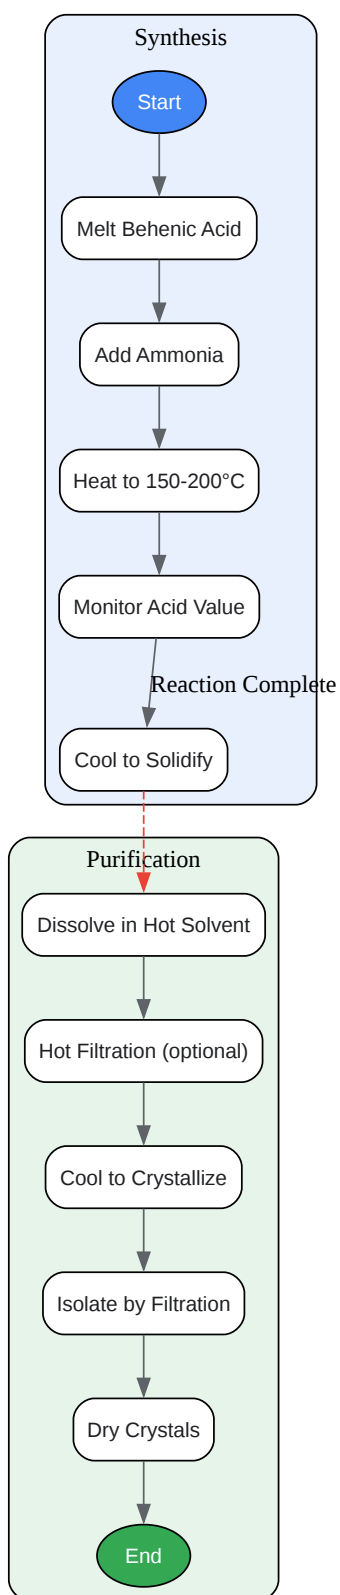 Synthesis
Start
Melt Behenic Acid
Add Ammonia
Heat to 150-200°C
Monitor Acid Value
Reaction Complete
Cool to Solidify
Purification
Dissolve in Hot Solvent
Hot Filtration (optional)
Cool to Crystallize
Isolate by Filtration
Dry Crystals
End